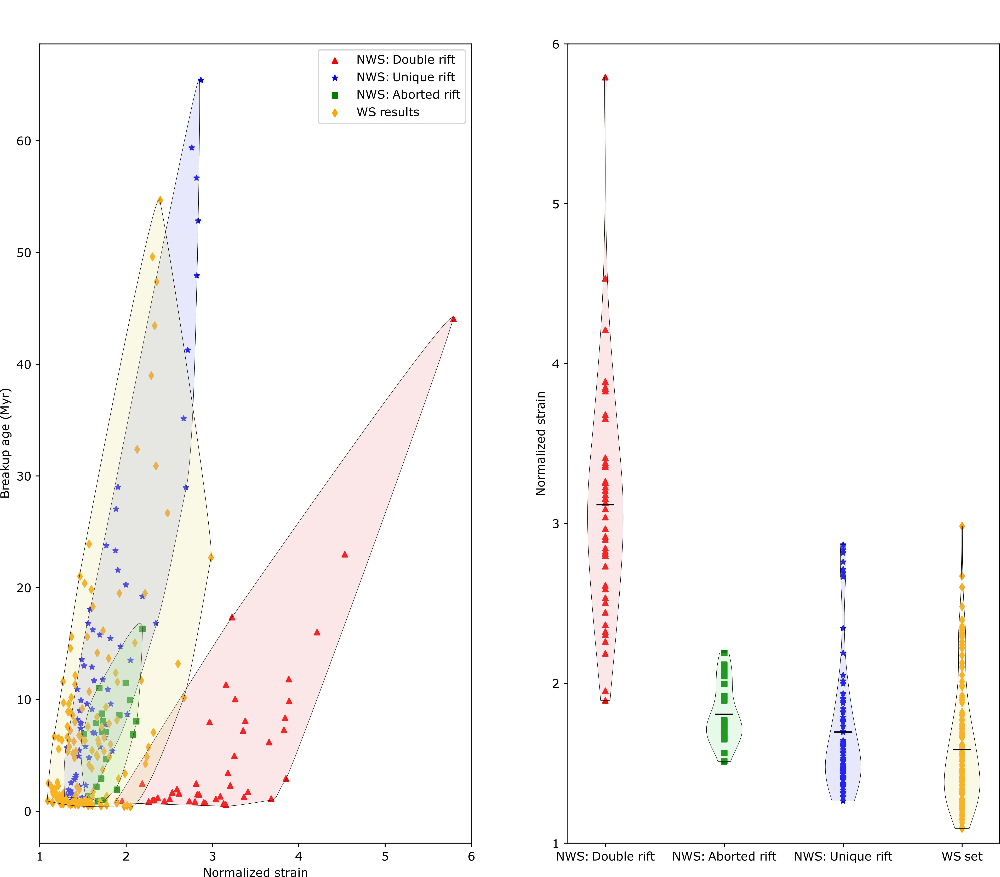 NWS: Double rift
NWS: Unique rift
NWS: Aborted rift
WS results
60
50
40
30
20
10
0
Breakup age (Myr)
1 2 3 4 5 6
Normalized strain
6
5
4
3
2
1
Normalized strain
NWS: Double rift NWS: Aborted rift NWS: Unique rift WS set